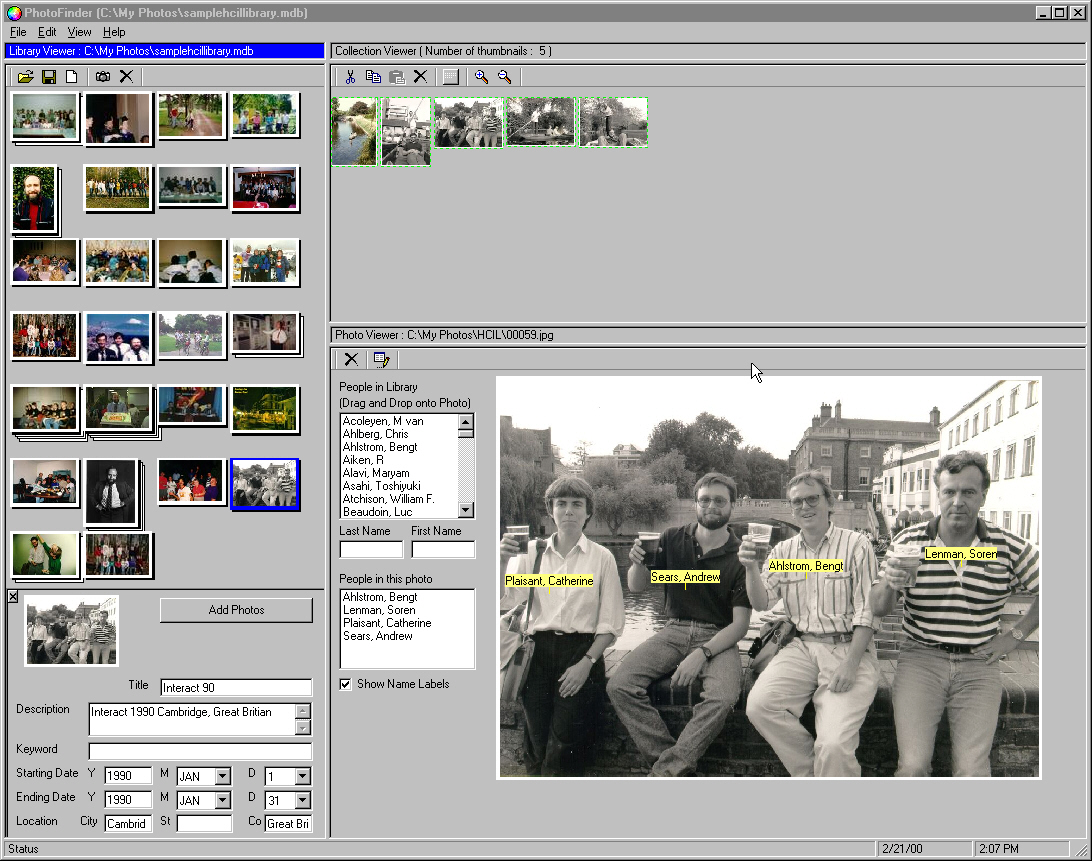 PhotoFinder (C:\My Photos\samplehcillibrary.mdb)
File Edit View Help
Library Viewer : C:\My Photos\samplehcillibrary.mdb
Collection Viewer ( Number of thumbnails : 5 )
Photo Viewer : C:\My Photos\HCIL\00059.jpg
People in Library
(Drag and Drop onto Photo)
Acoleyen, M van
Ahlberg, Chris
Ahlstrom, Bengt
Aiken, R
Alavi, Maryam
Asahi, Toshiyuki
Atchison, William F.
Beaudoin, Luc
Last Name First Name
People in this photo
Ahlstrom, Bengt
Lenman, Soren
Plaisant, Catherine
Sears, Andrew
Show Name Labels
Plaisant, Catherine
Sears, Andrew
Ahlstrom, Bengt
Lenman, Soren
Add Photos
Title Interact 90
Description Interact 1990 Cambridge, Great Britian
Keyword
Starting Date Y 1990 M JAN D 1
Ending Date Y 1990 M JAN D 31
Location City Cambrid St Co Great Bri
Status 2/21/00 2:07 PM